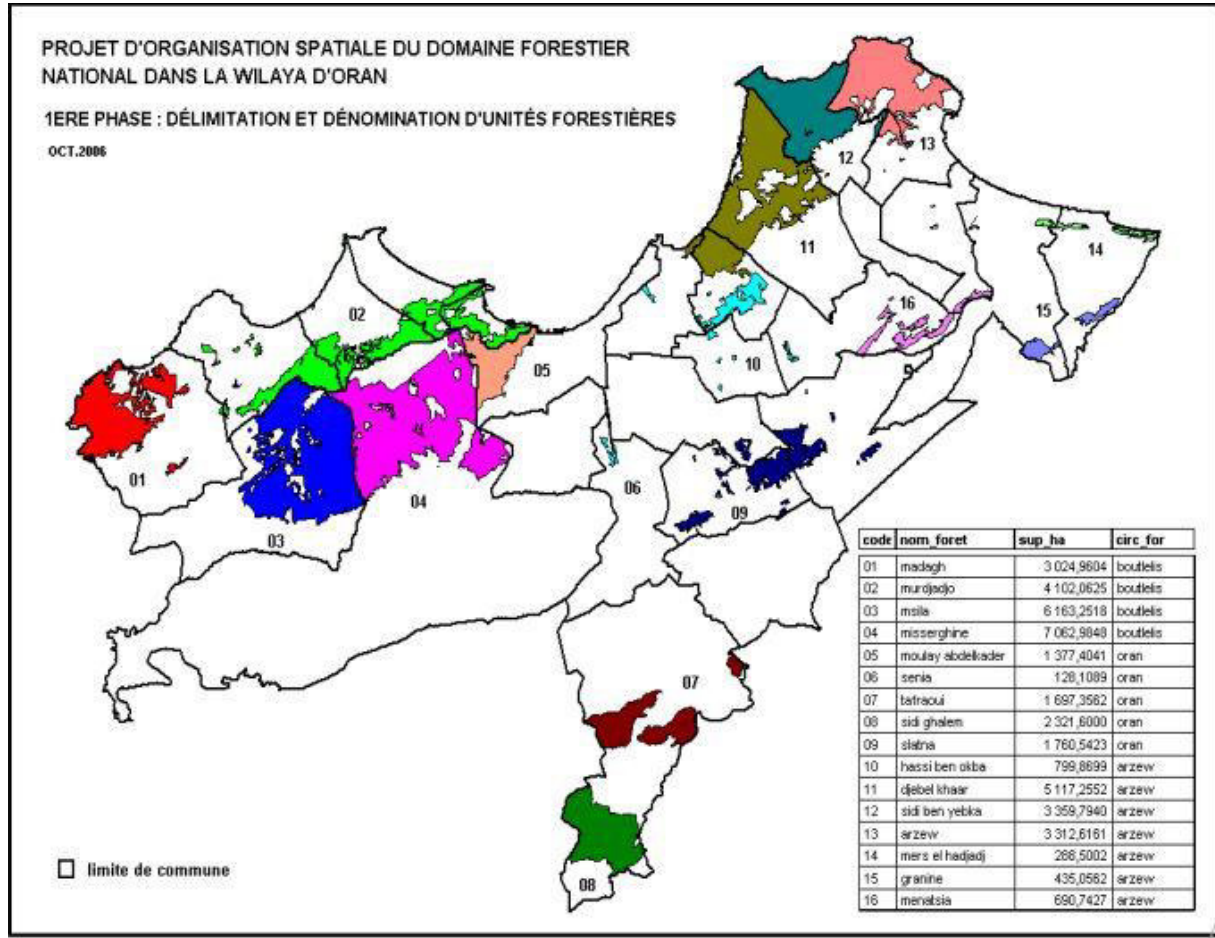 PROJET D'ORGANISATION SPATIALE DU DOMAINE FORESTIER
NATIONAL DANS LA WILAYA D'ORAN
1ERE PHASE : DÉLIMITATION ET DÉNOMINATION D'UNITÉS FORESTIÈRES
OCT.2006
13
12
11
14
02
16
15
05
10
01
06
04
09
03
07
08
code nom_foret sup_ha circ_for
01 madagh 3 024,9604 boutlelis
02 murdjadjo 4 102,0625 boutlelis
03 msila 6 163,2518 boutlelis
04 misserghine 7 062,9848 boutlelis
05 moulay abdelkader 1 377,4041 oran
06 senia 128,1089 oran
07 tafraoui 1 697,3562 oran
08 sidi ghalem 2 321,6000 oran
09 slatna 1 760,5423 oran
10 hassi ben okba 799,8699 arzew
11 djebel khaar 5 117,2552 arzew
12 sidi ben yebka 3 359,7940 arzew
13 arzew 3 312,6161 arzew
14 mers el hadjadj 288,5002 arzew
15 granine 435,0562 arzew
16 menatsia 690,7427 arzew
limite de commune